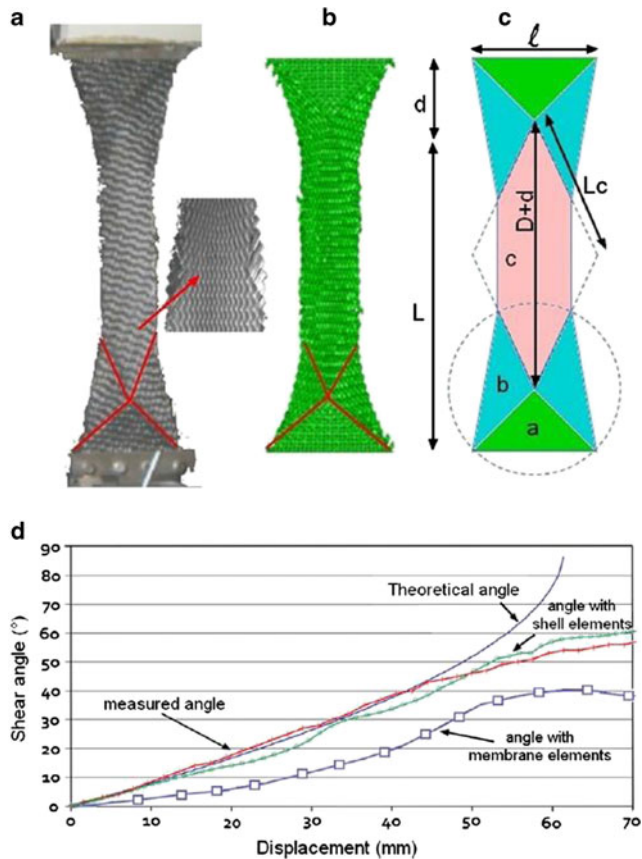 a
b
c
ℓ
d
L
D+d
Lc
c
b
a
d
90
80
70
60
50
40
30
20
10
0
Shear angle (°)
Theoretical angle
angle with
shell elements
measured angle
angle with
membrane elements
0 10 20 30 40 50 60 70
Displacement (mm)